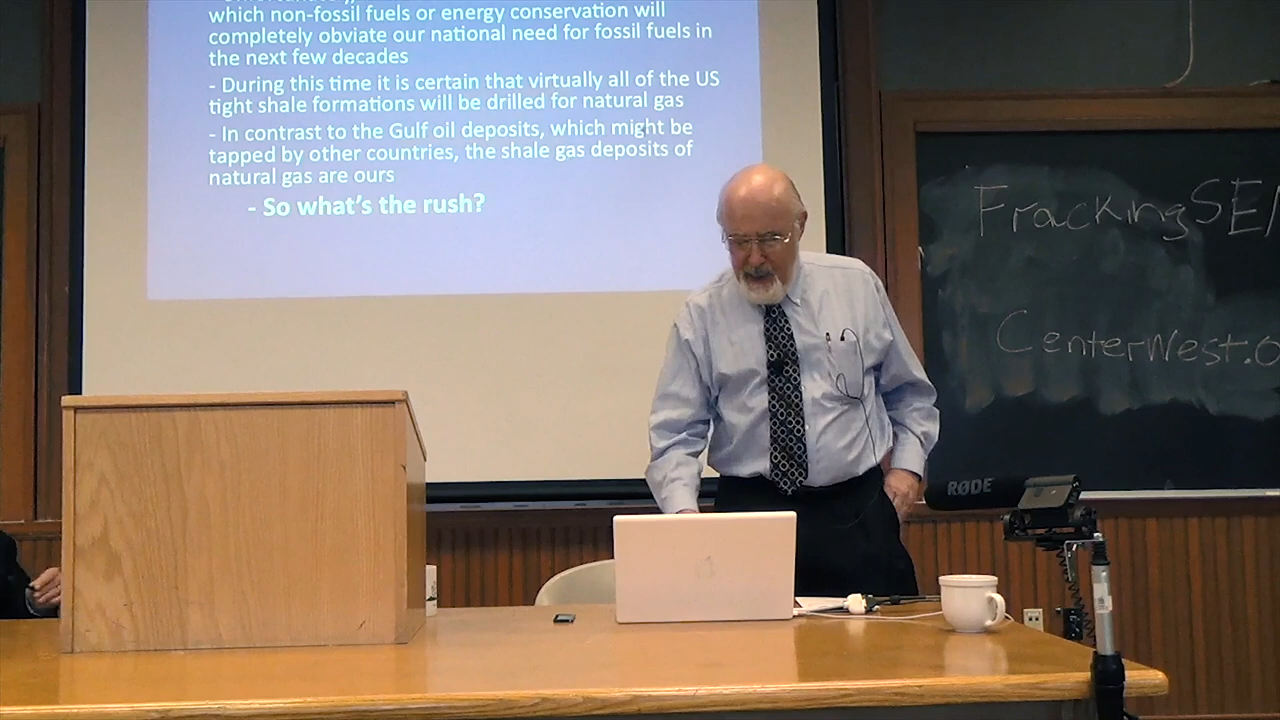 which non-fossil fuels or energy conservation will
completely obviate our national need for fossil fuels in
the next few decades
- During this time it is certain that virtually all of the US
tight shale formations will be drilled for natural gas
- In contrast to the Gulf oil deposits, which might be
tapped by other countries, the shale gas deposits of
natural gas are ours
- So what's the rush?
FrackingSE
CenterWest.o
RØDE